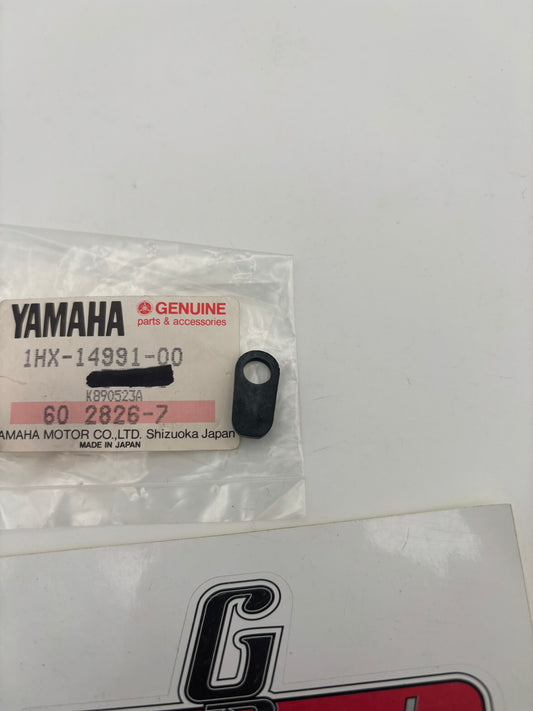 YAMAHA
GENUINE
parts & accessories
1HX-14991-00
K890523A
60 2826-7
AMAHA MOTOR CO.,LTD. Shizuoka Japan
MADE IN JAPAN
G